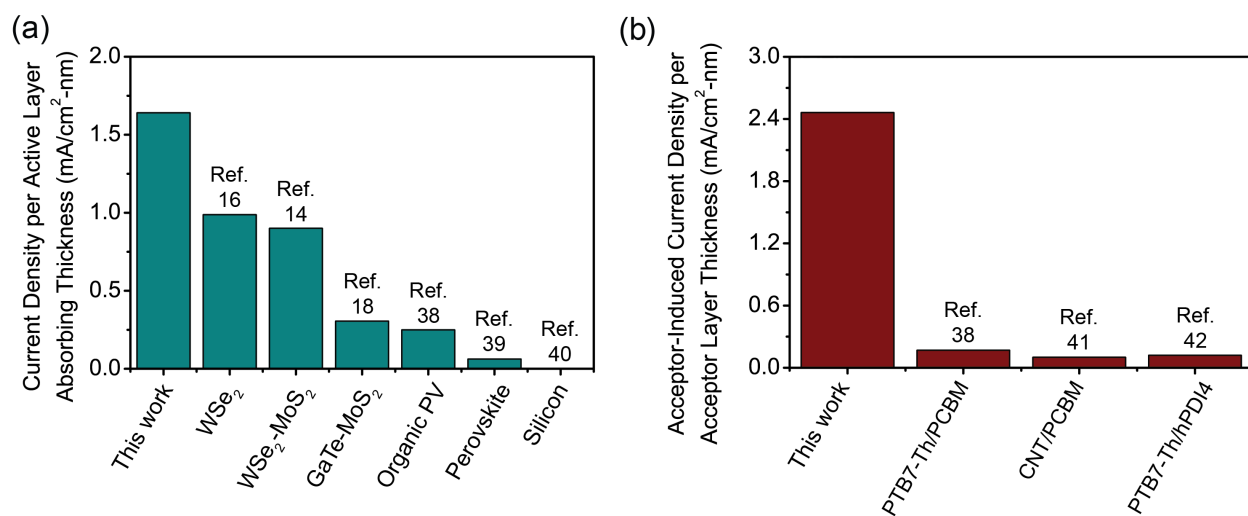 (a)
Current Density per Active Layer
Absorbing Thickness (mA/cm²-nm)
2.0
1.5
1.0
0.5
0.0
Ref.
16
Ref.
14
Ref.
18
Ref.
38
Ref.
39
Ref.
40
This work
WSe₂
WSe₂-MoS₂
GaTe-MoS₂
Organic PV
Perovskite
Silicon
(b)
Acceptor-Induced Current Density per
Acceptor Layer Thickness (mA/cm²-nm)
3.0
2.4
1.8
1.2
0.6
0.0
Ref.
38
Ref.
41
Ref.
42
This work
PTB7-Th/PCBM
CNT/PCBM
PTB7-Th/hPDI4